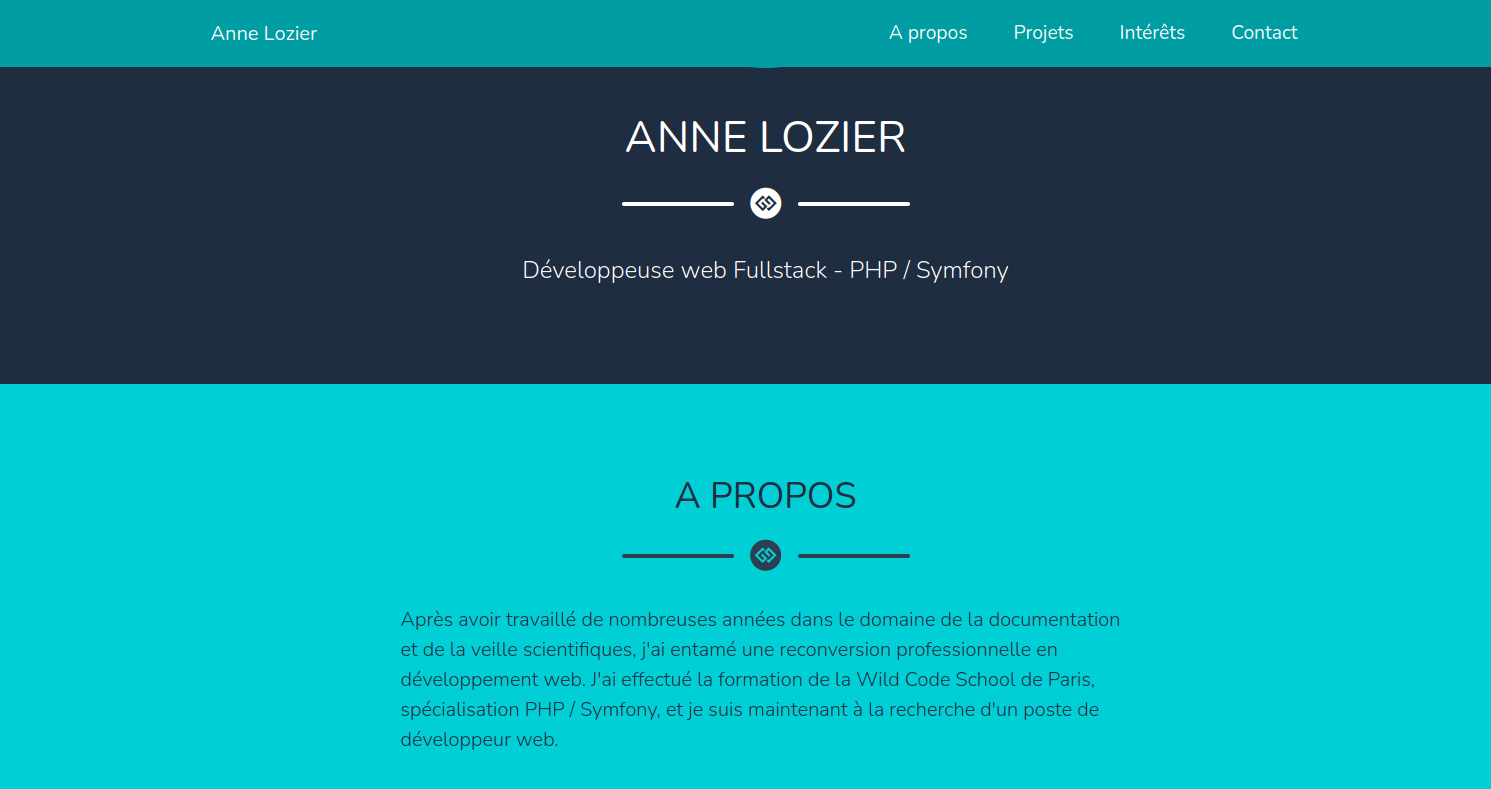 Anne Lozier
A propos Projets Intérêts Contact
ANNE LOZIER
Développeuse web Fullstack - PHP / Symfony
A PROPOS
Après avoir travaillé de nombreuses années dans le domaine de la documentation
et de la veille scientifiques, j'ai entamé une reconversion professionnelle en
développement web. J'ai effectué la formation de la Wild Code School de Paris,
spécialisation PHP / Symfony, et je suis maintenant à la recherche d'un poste de
développeur web.